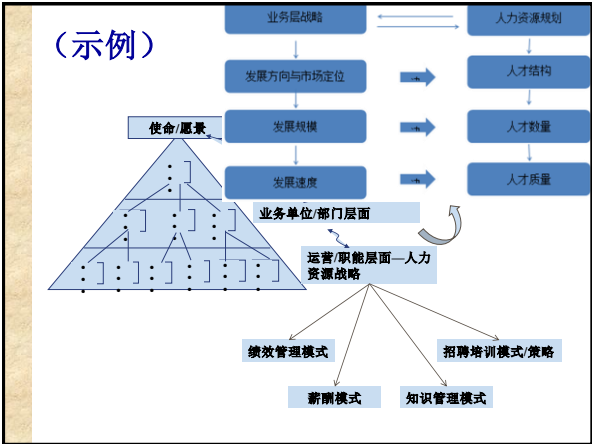 （示例）
业务层战略
人力资源规划
发展方向与市场定位
人才结构
使命/愿景
发展规模
人才数量
发展速度
人才质量
业务单位/部门层面
运营/职能层面—人力
资源战略
绩效管理模式
招聘培训模式/策略
薪酬模式
知识管理模式